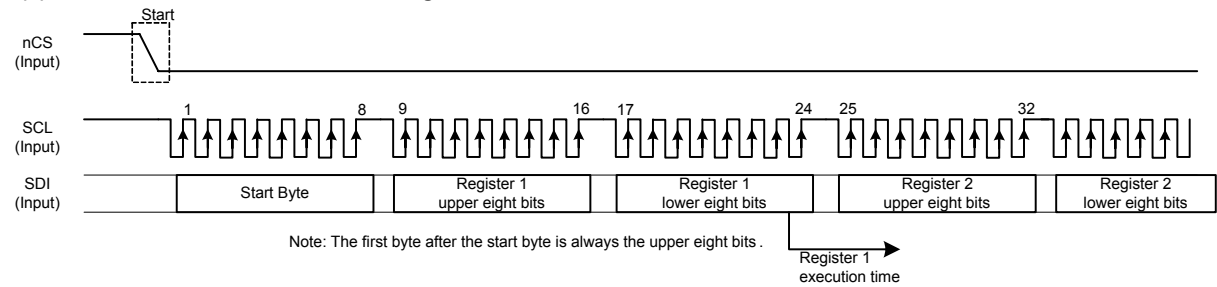 Start
nCS
(Input)
1 8 9 16 17 24 25 32
SCL
(Input)
SDI
(Input)
Start Byte
Register 1
upper eight bits
Register 1
lower eight bits
Register 2
upper eight bits
Register 2
lower eight bits
Note: The first byte after the start byte is always the upper eight bits .
Register 1
execution time